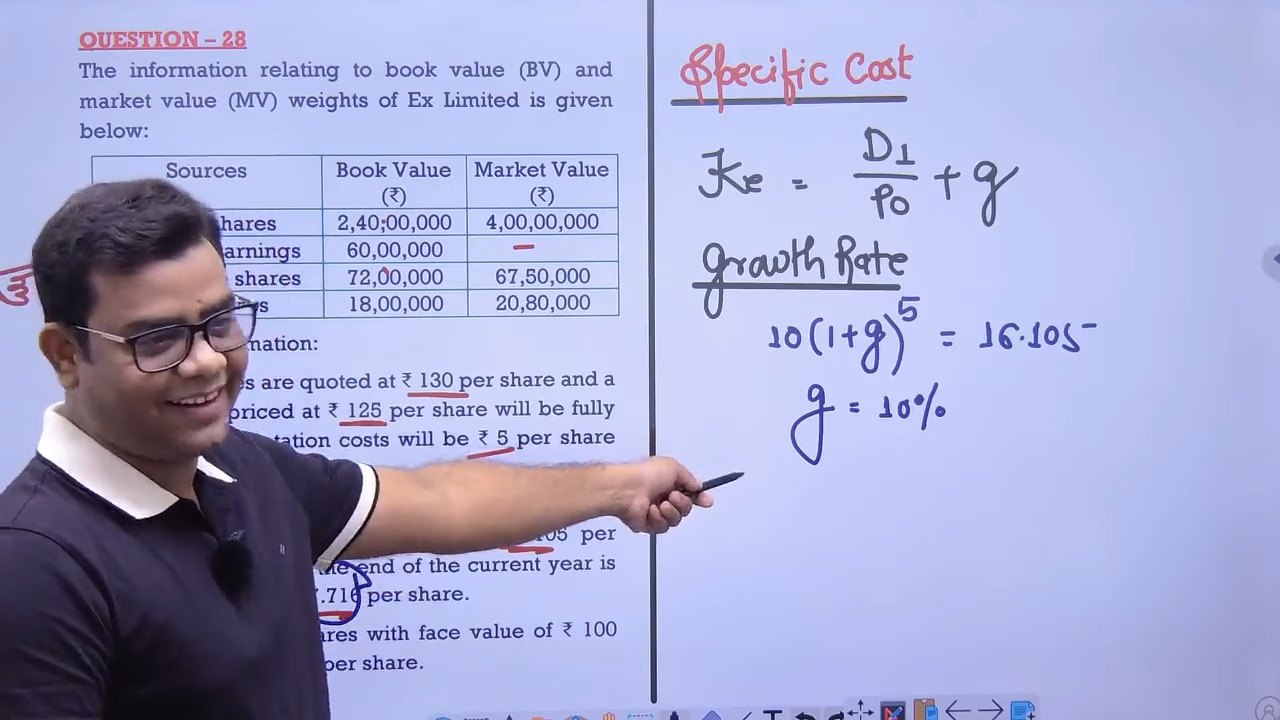 QUESTION – 28
The information relating to book value (BV) and
market value (MV) weights of Ex Limited is given
below:
Sources Book Value (₹) Market Value (₹)
hares 2,40,00,000 4,00,00,000
arnings 60,00,000 –
shares 72,00,000 67,50,000
s 18,00,000 20,80,000
nation:
es are quoted at ₹ 130 per share and a
priced at ₹ 125 per share will be fully
tation costs will be ₹ 5 per share
105 per
the end of the current year is
7.716 per share.
ares with face value of ₹ 100
per share.
Specific Cost
Ke = D1/P0 + g
Growth Rate
10(1+g)^5 = 16.105
g = 10%